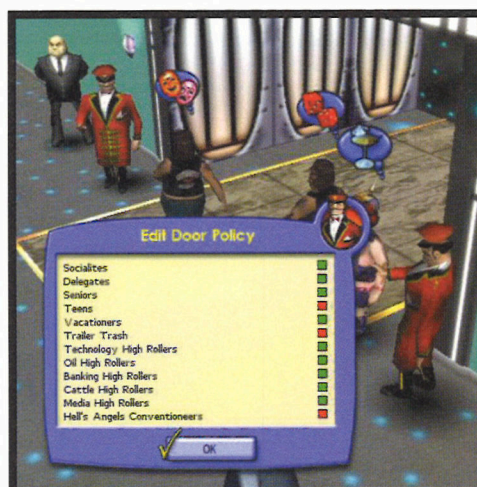 Edit Door Policy
Socialites
Delegates
Seniors
Teens
Vacationers
Trailer Trash
Technology High Rollers
Oil High Rollers
Banking High Rollers
Cattle High Rollers
Media High Rollers
Hell's Angels Conventioneers
OK